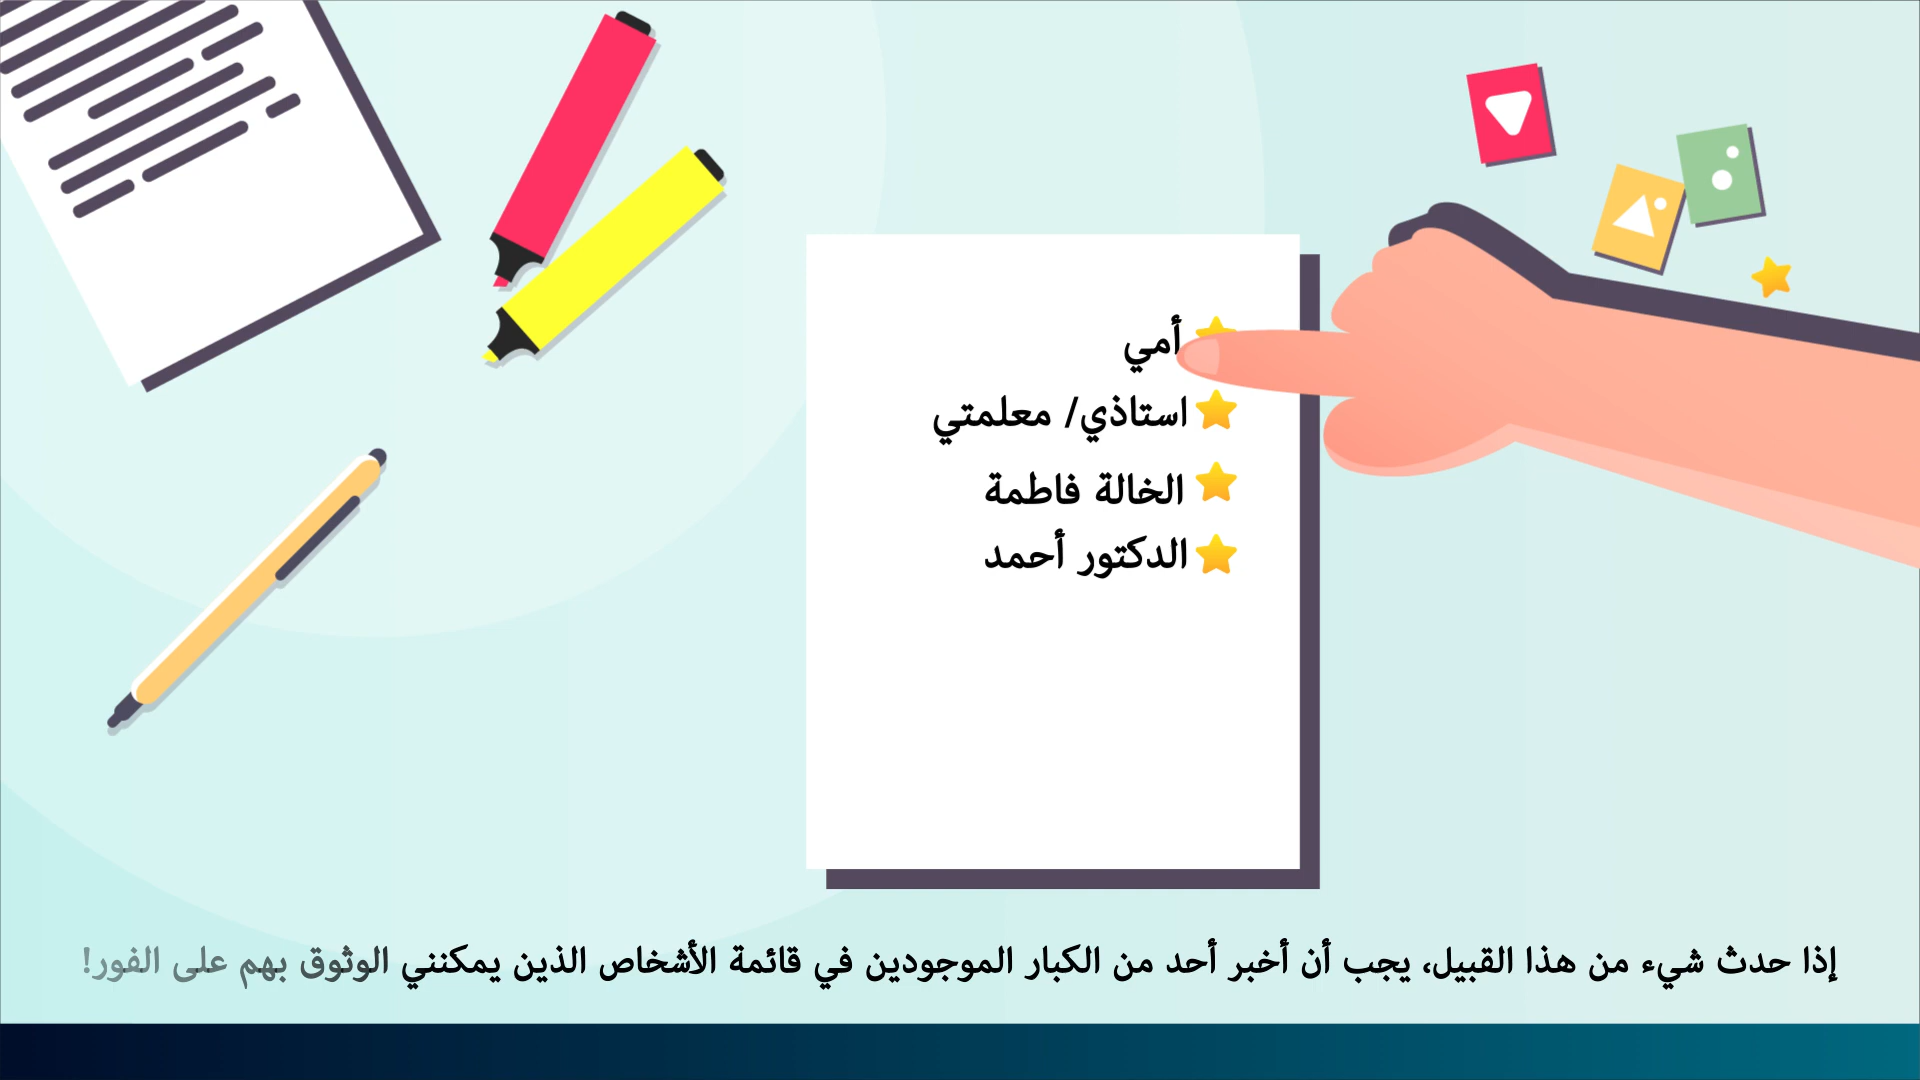 أمي
استاذي/ معلمتي
الخالة فاطمة
الدكتور أحمد
إذا حدث شيء من هذا القبيل، يجب أن أخبر أحد من الكبار الموجودين في قائمة الأشخاص الذين يمكنني الوثوق بهم على الفور!